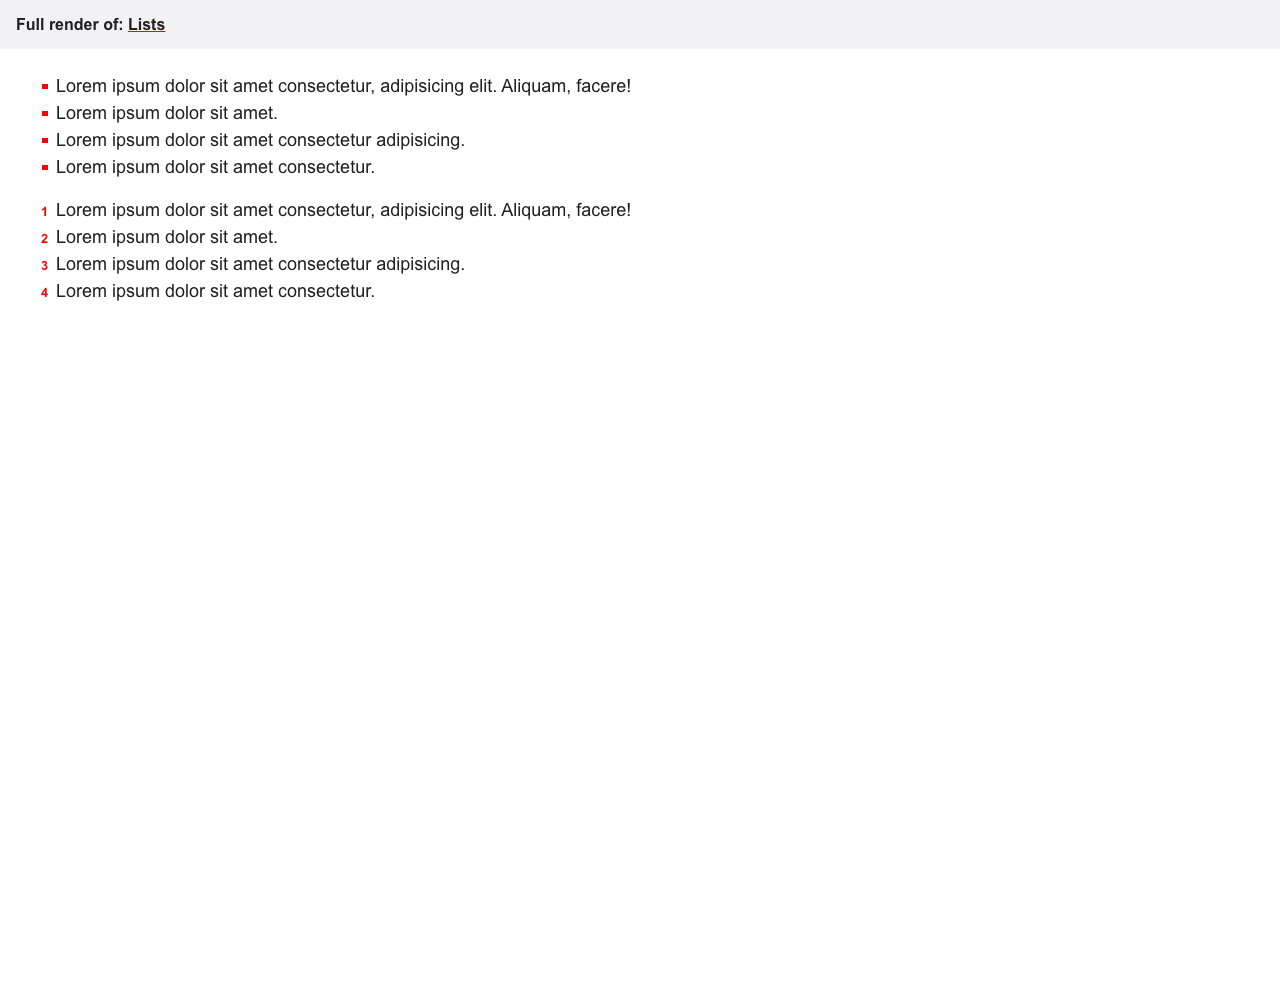 Full render of: Lists
Lorem ipsum dolor sit amet consectetur, adipisicing elit. Aliquam, facere!
Lorem ipsum dolor sit amet.
Lorem ipsum dolor sit amet consectetur adipisicing.
Lorem ipsum dolor sit amet consectetur.
1 Lorem ipsum dolor sit amet consectetur, adipisicing elit. Aliquam, facere!
2 Lorem ipsum dolor sit amet.
3 Lorem ipsum dolor sit amet consectetur adipisicing.
4 Lorem ipsum dolor sit amet consectetur.